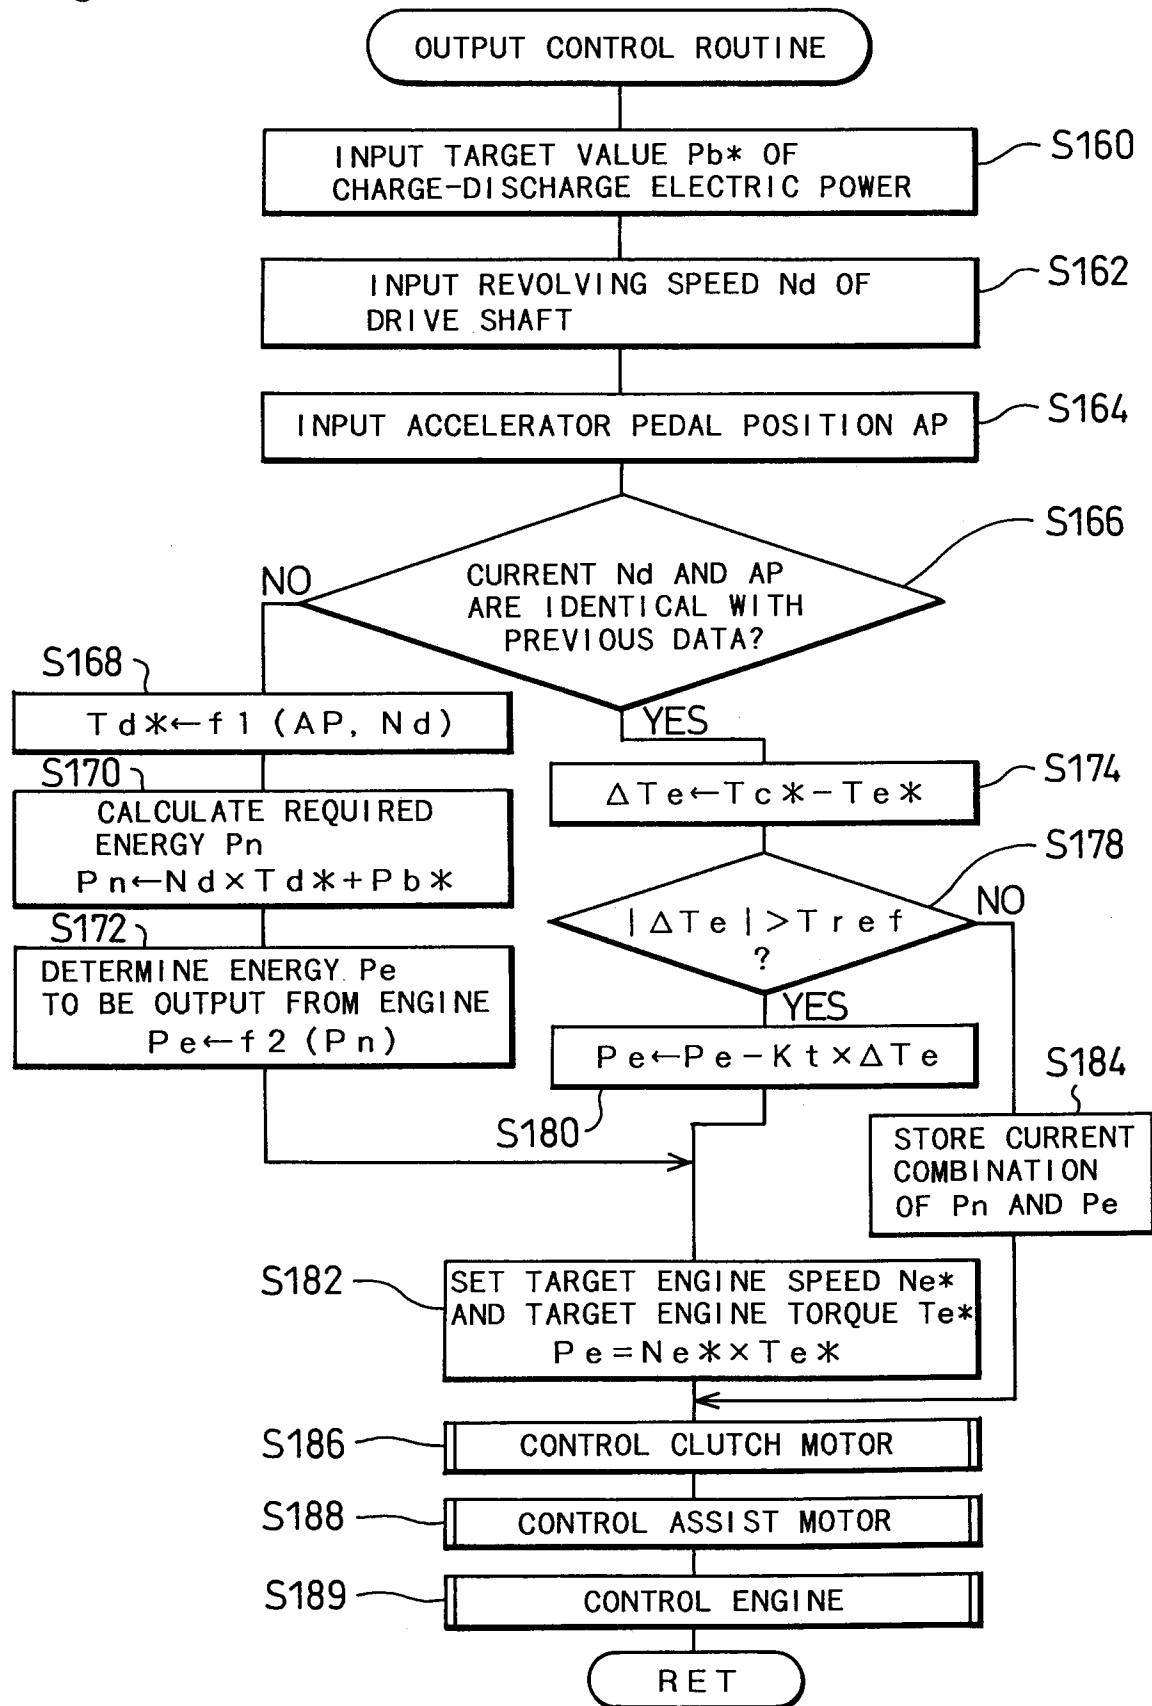 OUTPUT CONTROL ROUTINE
INPUT TARGET VALUE Pb* OF
CHARGE-DISCHARGE ELECTRIC POWER
S160
INPUT REVOLVING SPEED Nd OF
DRIVE SHAFT
S162
INPUT ACCELERATOR PEDAL POSITION AP
S164
CURRENT Nd AND AP
ARE IDENTICAL WITH
PREVIOUS DATA?
S166
NO
YES
S168
Td*←f1 (AP, Nd)
S170
CALCULATE REQUIRED
ENERGY Pn
Pn←Nd×Td*+Pb*
S172
DETERMINE ENERGY Pe
TO BE OUTPUT FROM ENGINE
Pe←f2 (Pn)
ΔTe←Tc*−Te*
S174
|ΔTe|>Tref
?
S178
NO
YES
Pe←Pe−Kt×ΔTe
S180
S184
STORE CURRENT
COMBINATION
OF Pn AND Pe
S182
SET TARGET ENGINE SPEED Ne*
AND TARGET ENGINE TORQUE Te*
Pe=Ne*×Te*
S186
CONTROL CLUTCH MOTOR
S188
CONTROL ASSIST MOTOR
S189
CONTROL ENGINE
RET